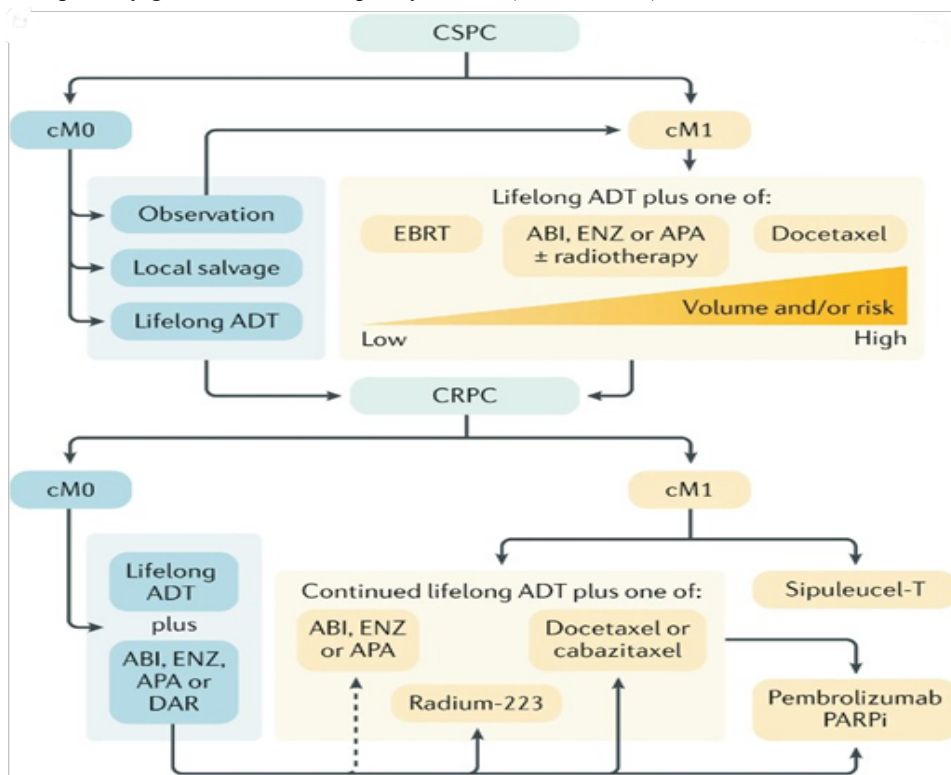 CSPC
cM0
cM1
Observation
Local salvage
Lifelong ADT
Lifelong ADT plus one of:
EBRT
ABI, ENZ or APA
± radiotherapy
Docetaxel
Volume and/or risk
Low
High
CRPC
cM0
cM1
Lifelong
ADT
plus
ABI, ENZ,
APA or
DAR
Continued lifelong ADT plus one of:
ABI, ENZ
or APA
Docetaxel or
cabazitaxel
Radium-223
Sipuleucel-T
Pembrolizumab
PARPi